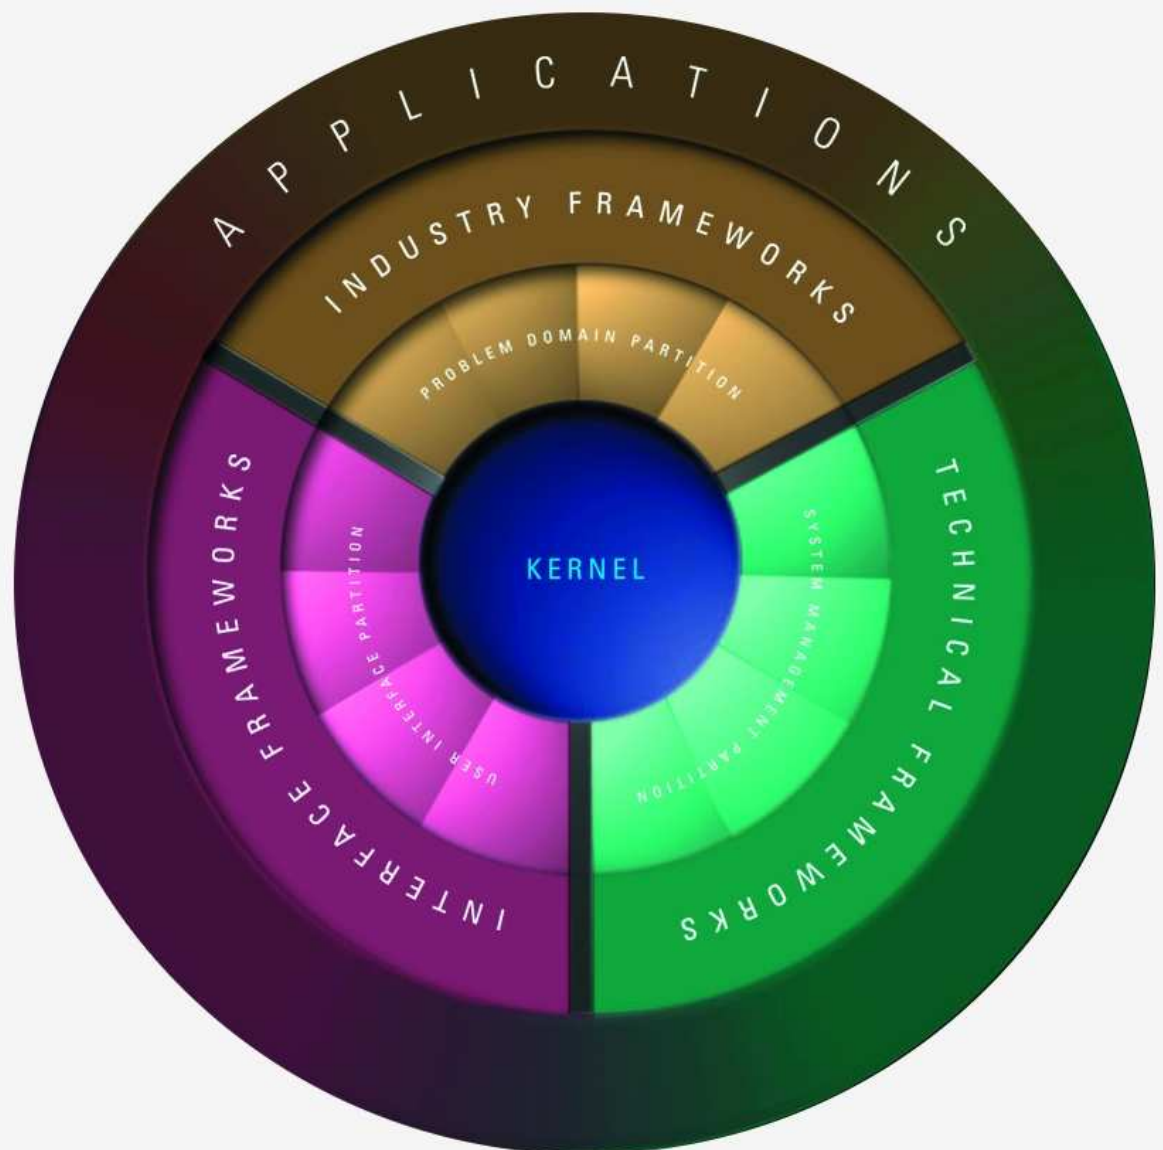 APPLICATIONS
INDUSTRY FRAMEWORKS
PROBLEM DOMAIN PARTITION
INTERFACE FRAMEWORKS
USER INTERFACE PARTITION
KERNEL
SYSTEM MANAGEMENT PARTITION
TECHNICAL FRAMEWORKS